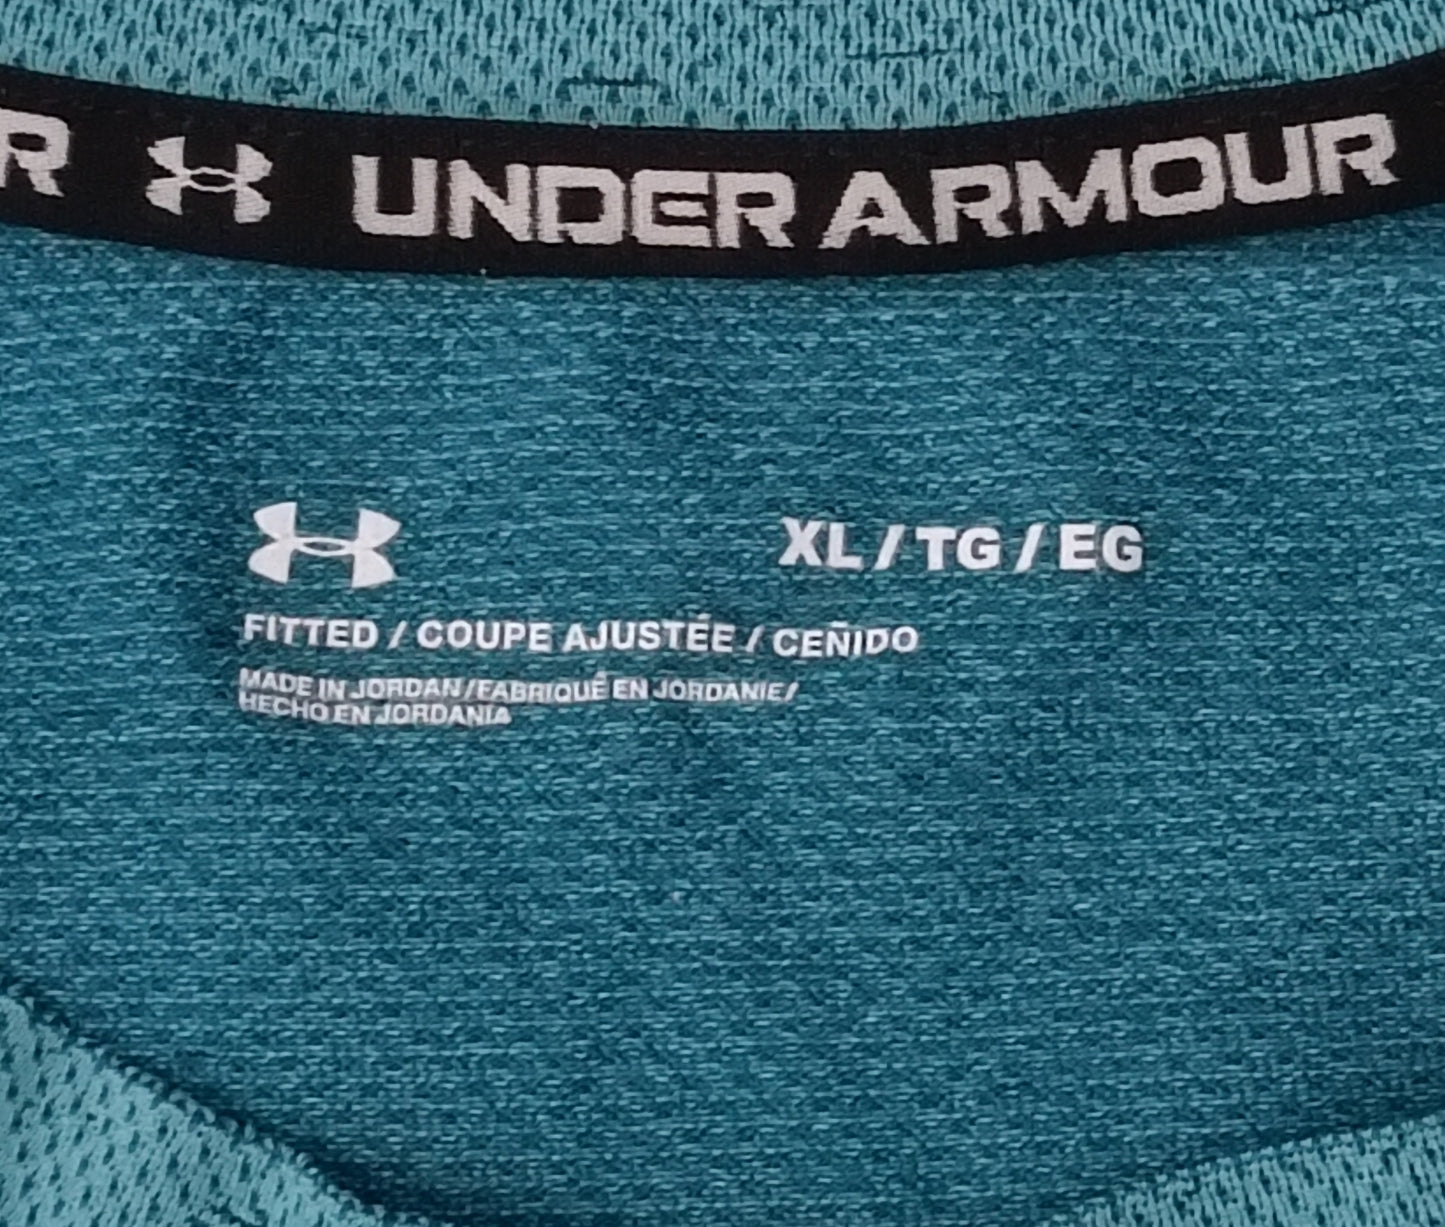 R UNDER ARMOUR
XL / TG / EG
FITTED / COUPE AJUSTÉE / CEÑIDO
MADE IN JORDAN/FABRIQUÉ EN JORDANIE/
HECHO EN JORDANIA